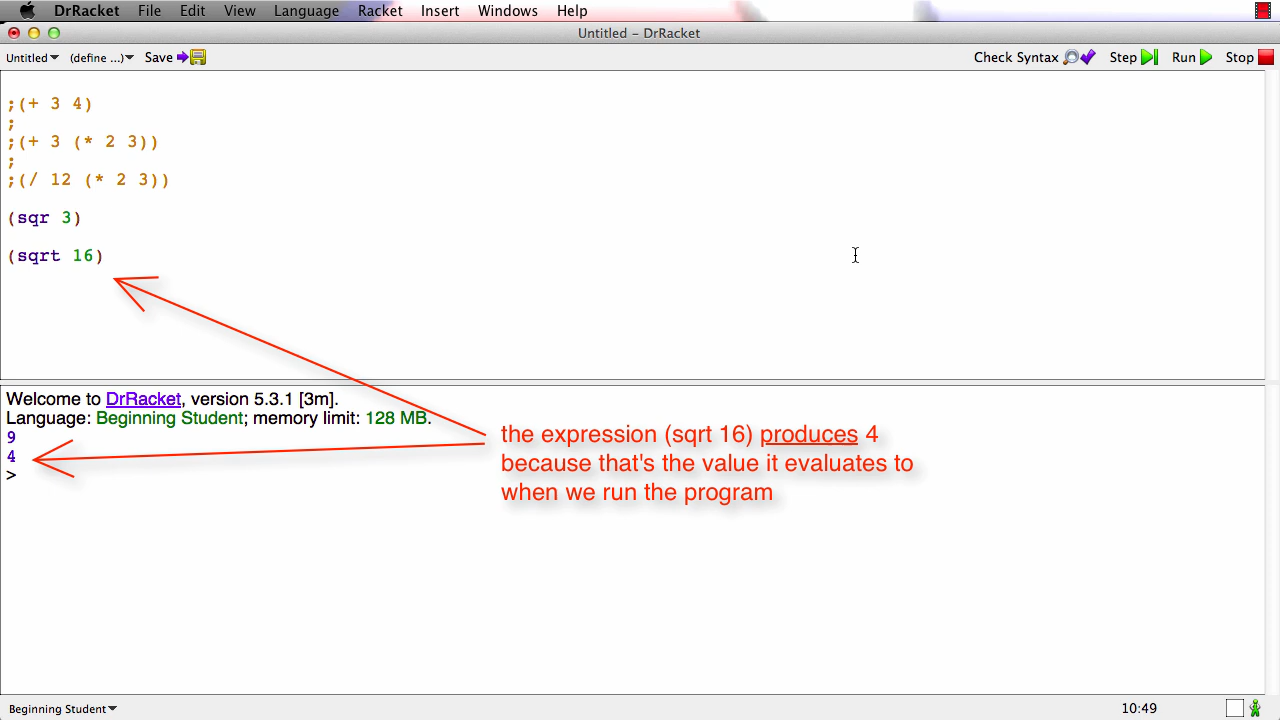 DrRacket File Edit View Language Racket Insert Windows Help
Untitled – DrRacket
Untitled (define ...) Save Check Syntax Step Run Stop
;(+ 3 4)
;
;(+ 3 (* 2 3))
;
;(/ 12 (* 2 3))
(sqr 3)
(sqrt 16)
Welcome to DrRacket, version 5.3.1 [3m].
Language: Beginning Student; memory limit: 128 MB.
9
4
>
the expression (sqrt 16) produces 4
because that's the value it evaluates to
when we run the program
Beginning Student 10:49